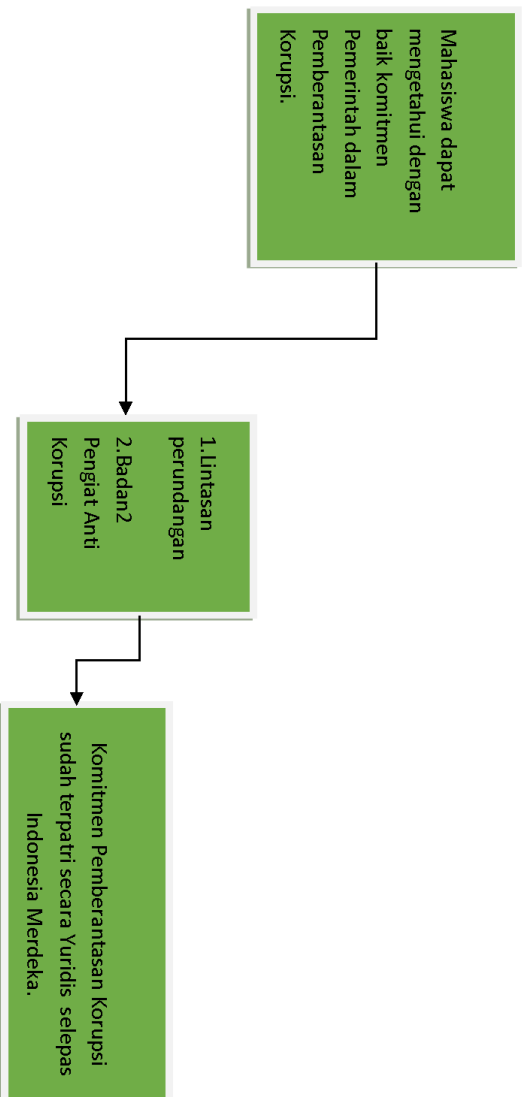 Mahasiswa dapat
mengetahui dengan
baik komitmen
Pemerintah dalam
Pemberantasan
Korupsi.
1.Lintasan
perundangan
2.Badan2
Pengiat Anti
Korupsi
Komitmen Pemberantasan Korupsi
sudah terpatri secara Yuridis selepas
Indonesia Merdeka.